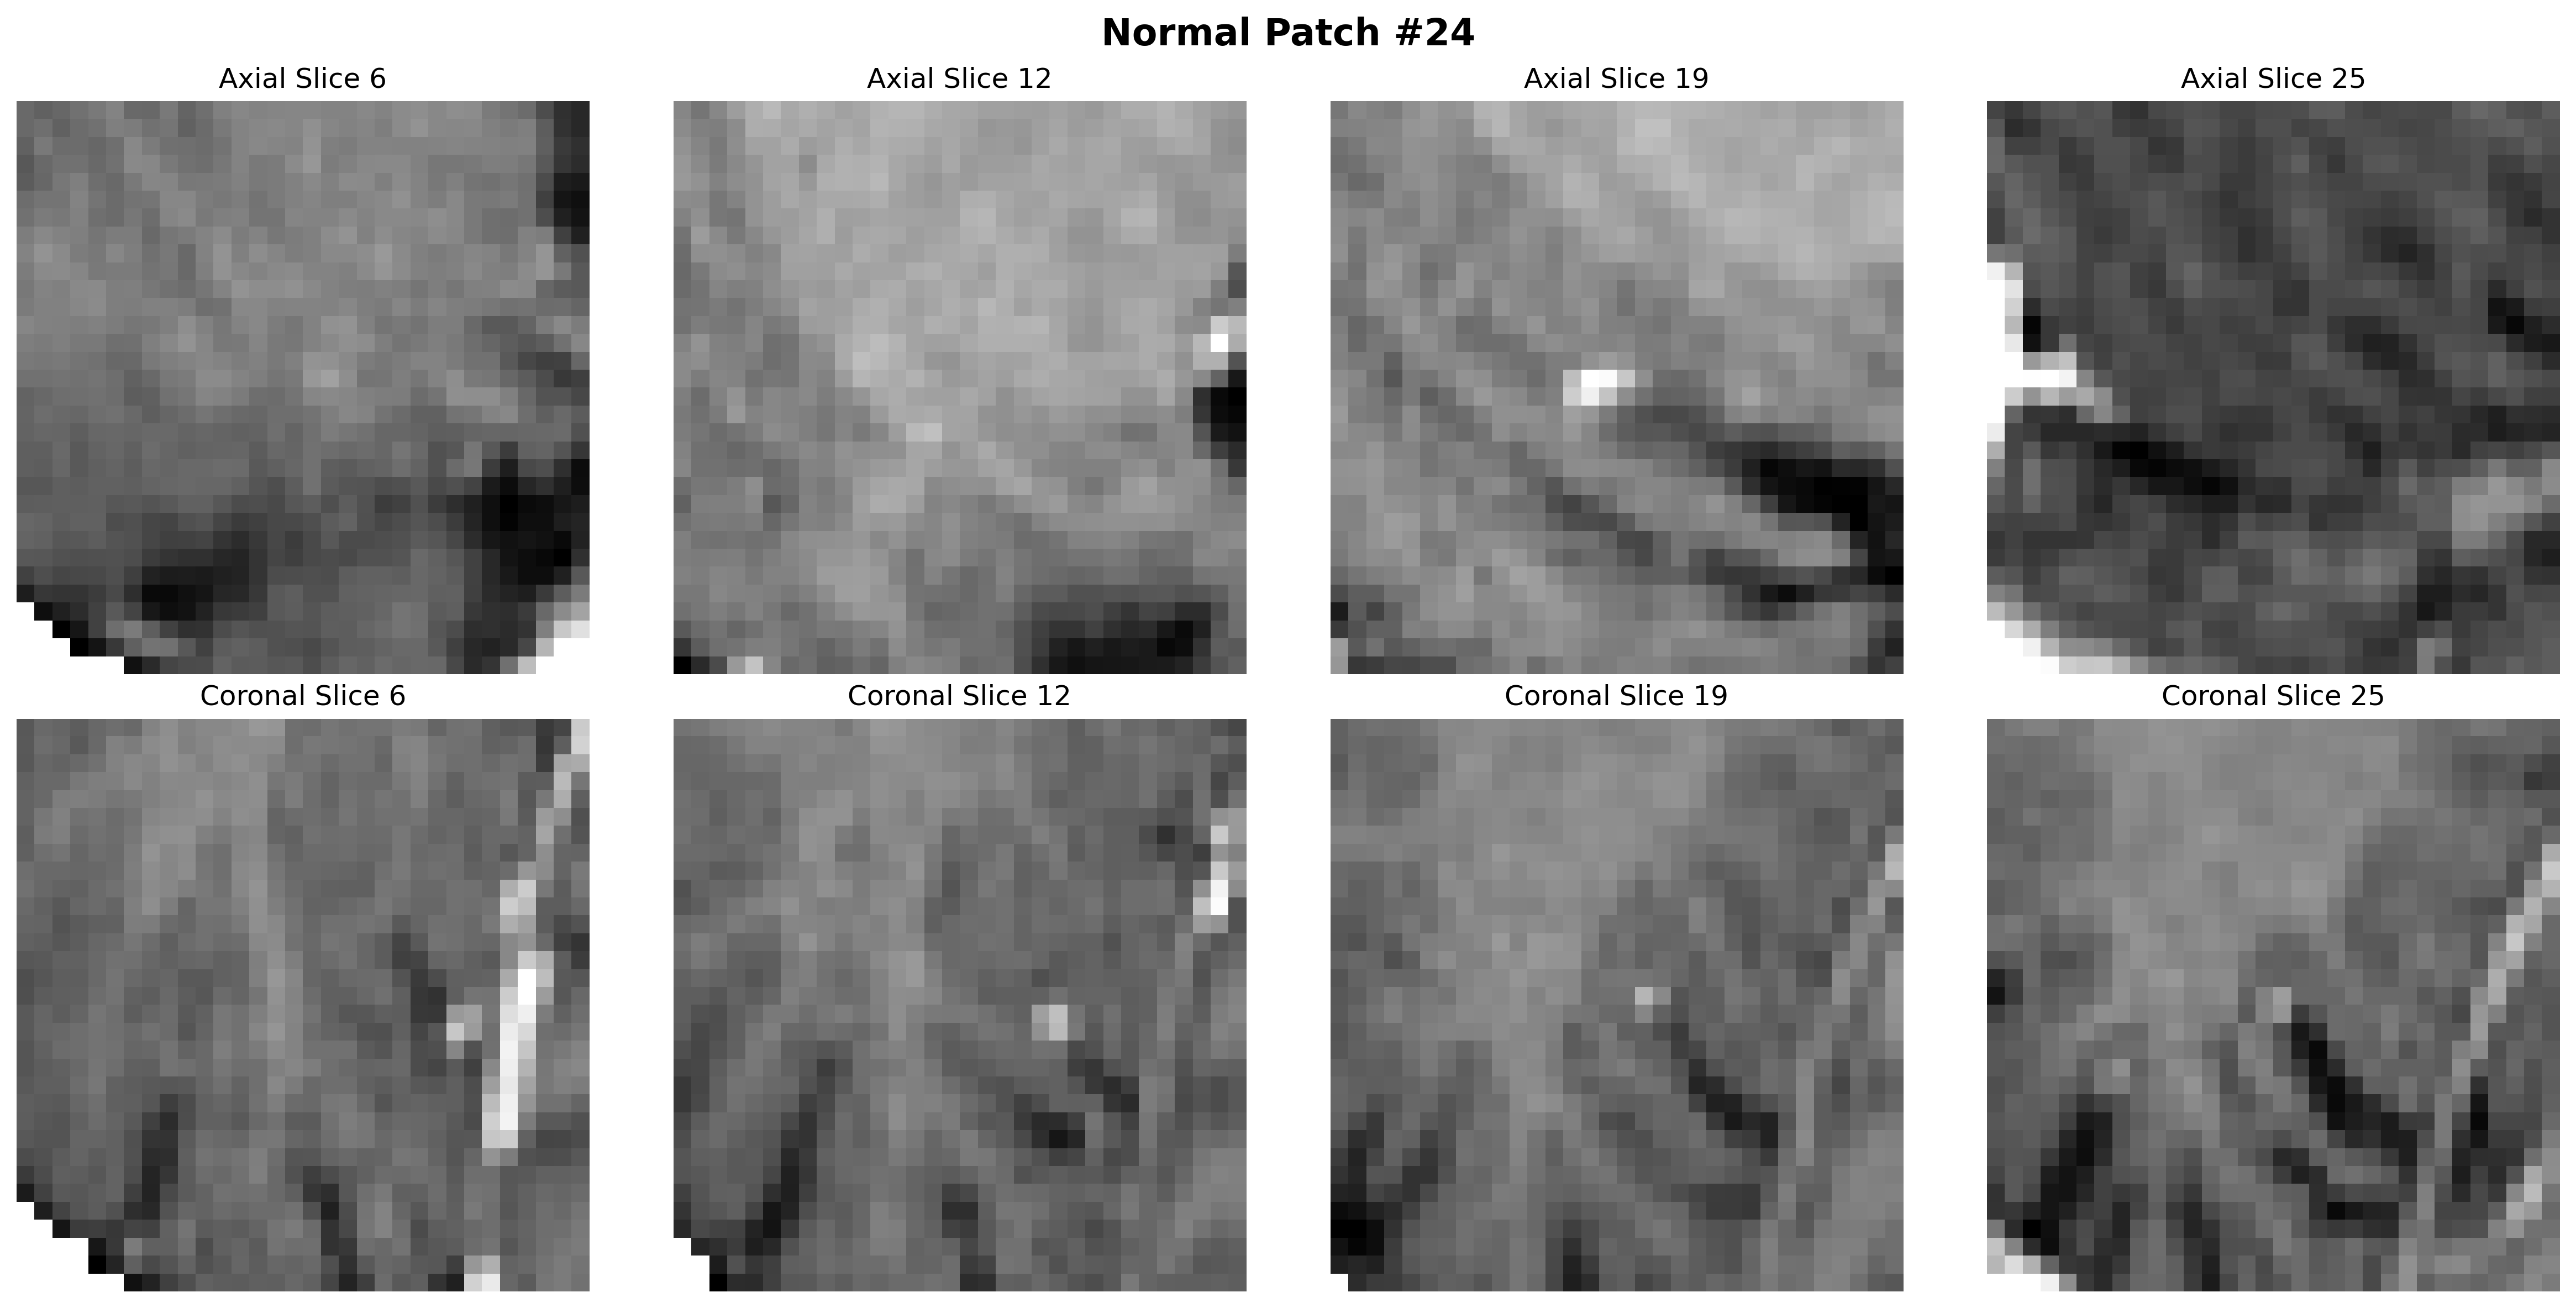 Normal Patch #24
Axial Slice 6
Axial Slice 12
Axial Slice 19
Axial Slice 25
Coronal Slice 6
Coronal Slice 12
Coronal Slice 19
Coronal Slice 25